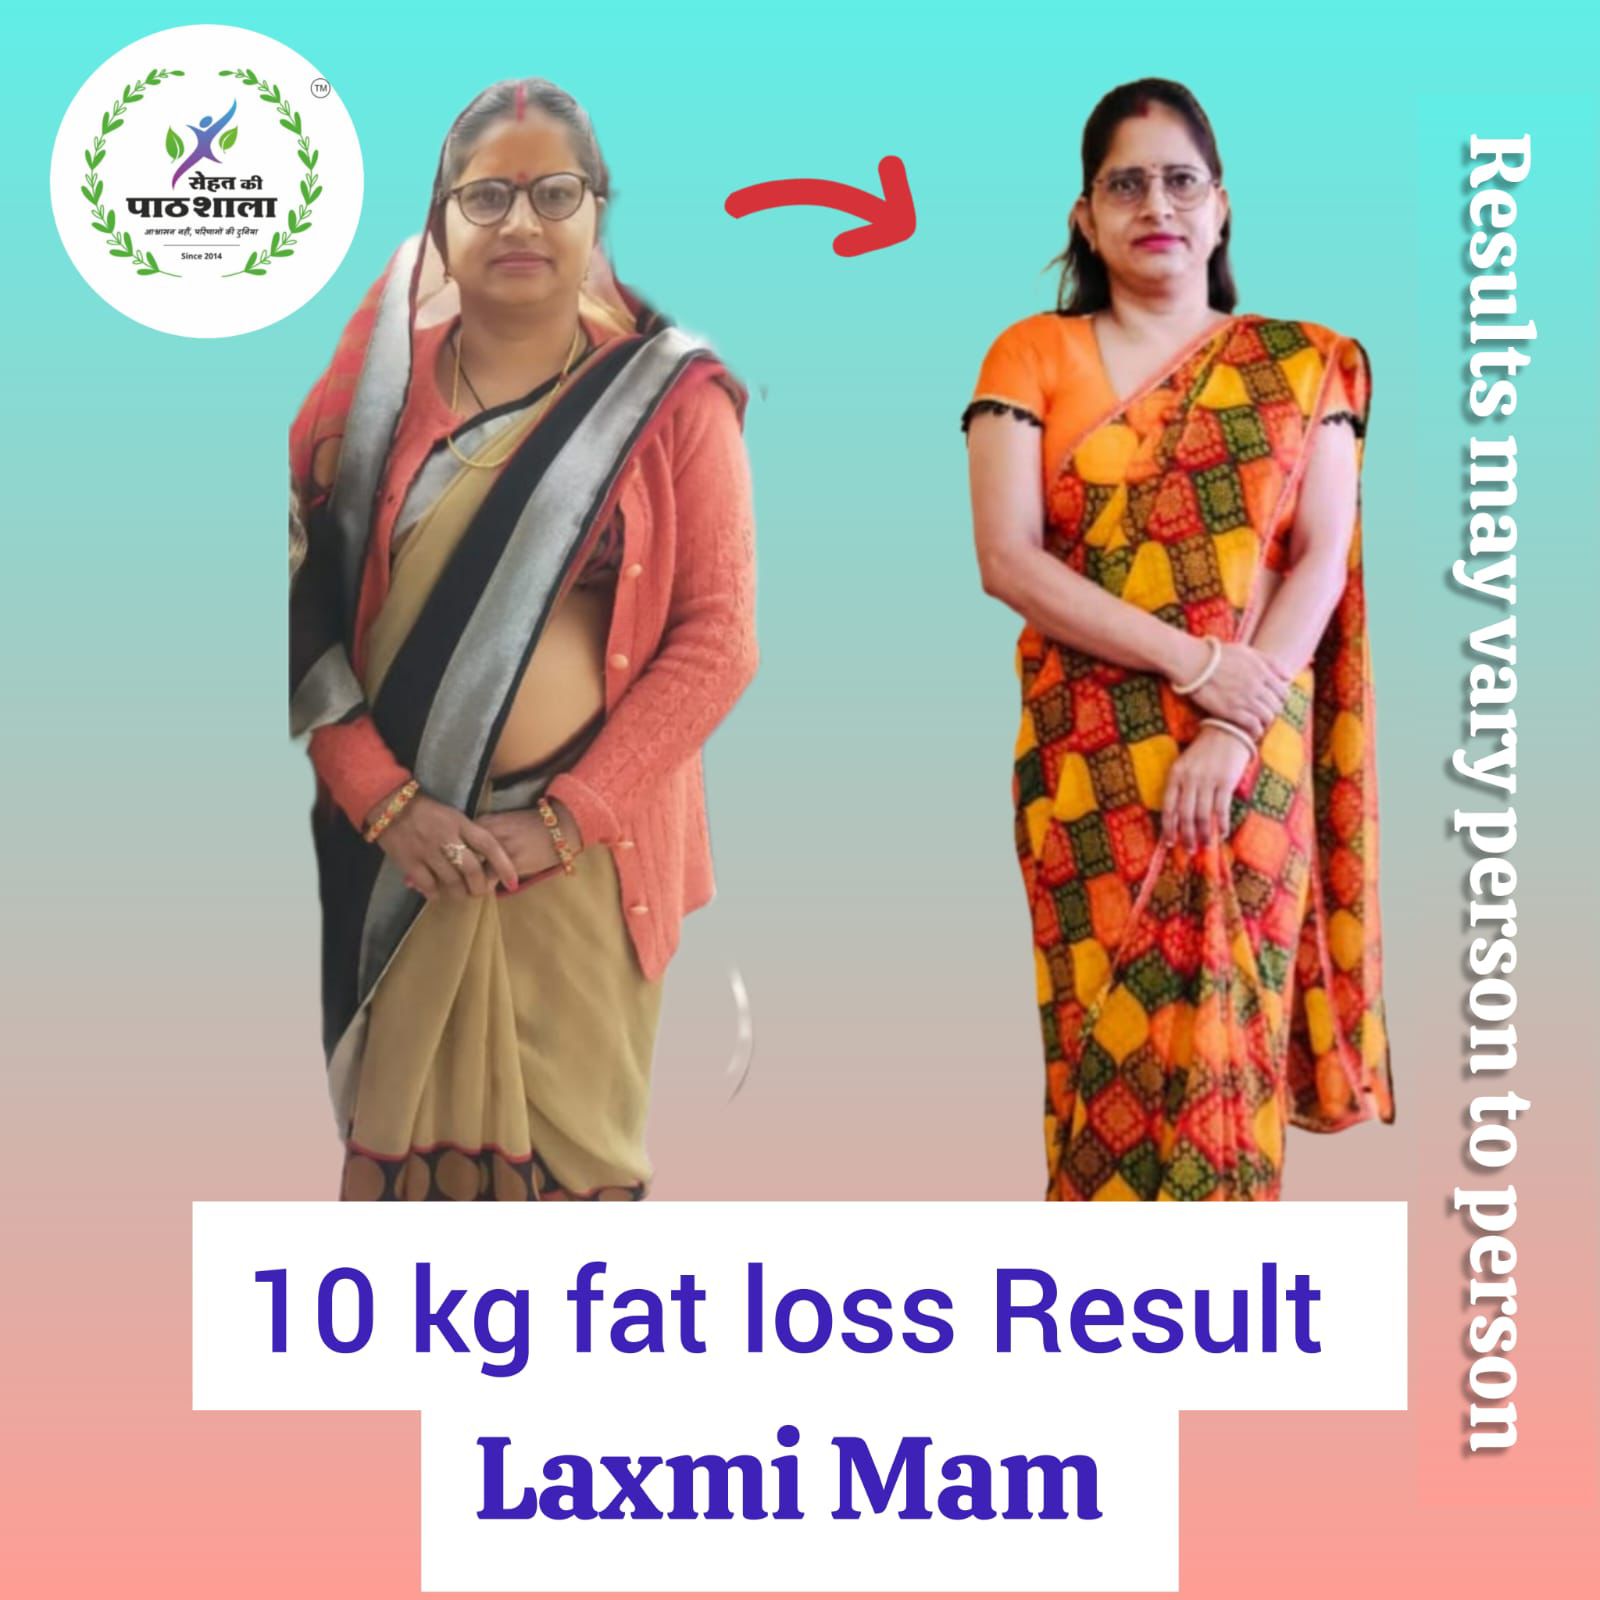 TM
सेहत की
पाठशाला
आश्वासन नहीं, परिणामों की दुनिया
Since 2014
Results may vary person to person
10 kg fat loss Result
Laxmi Mam